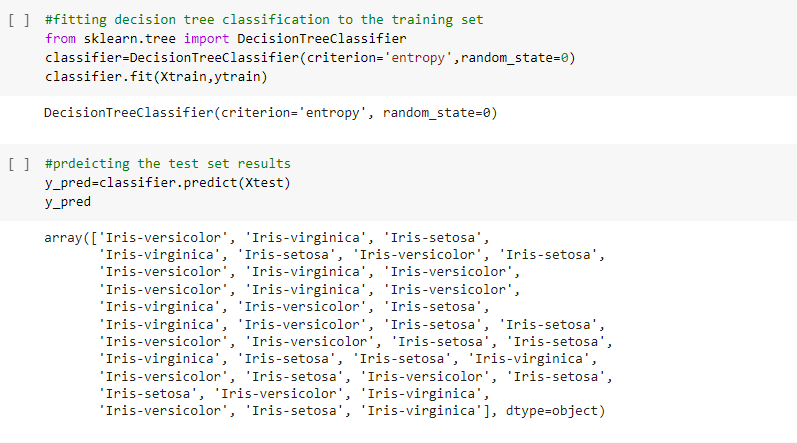 [ ] #fitting decision tree classification to the training set
from sklearn.tree import DecisionTreeClassifier
classifier=DecisionTreeClassifier(criterion='entropy',random_state=0)
classifier.fit(Xtrain,ytrain)
DecisionTreeClassifier(criterion='entropy', random_state=0)
[ ] #prdeicting the test set results
y_pred=classifier.predict(Xtest)
y_pred
array(['Iris-versicolor', 'Iris-virginica', 'Iris-setosa',
'Iris-virginica', 'Iris-setosa', 'Iris-versicolor', 'Iris-setosa',
'Iris-versicolor', 'Iris-virginica', 'Iris-versicolor',
'Iris-versicolor', 'Iris-virginica', 'Iris-versicolor',
'Iris-virginica', 'Iris-versicolor', 'Iris-setosa',
'Iris-virginica', 'Iris-versicolor', 'Iris-setosa', 'Iris-setosa',
'Iris-versicolor', 'Iris-versicolor', 'Iris-setosa', 'Iris-setosa',
'Iris-virginica', 'Iris-setosa', 'Iris-setosa', 'Iris-virginica',
'Iris-versicolor', 'Iris-setosa', 'Iris-versicolor', 'Iris-setosa',
'Iris-setosa', 'Iris-versicolor', 'Iris-virginica',
'Iris-versicolor', 'Iris-setosa', 'Iris-virginica'], dtype=object)